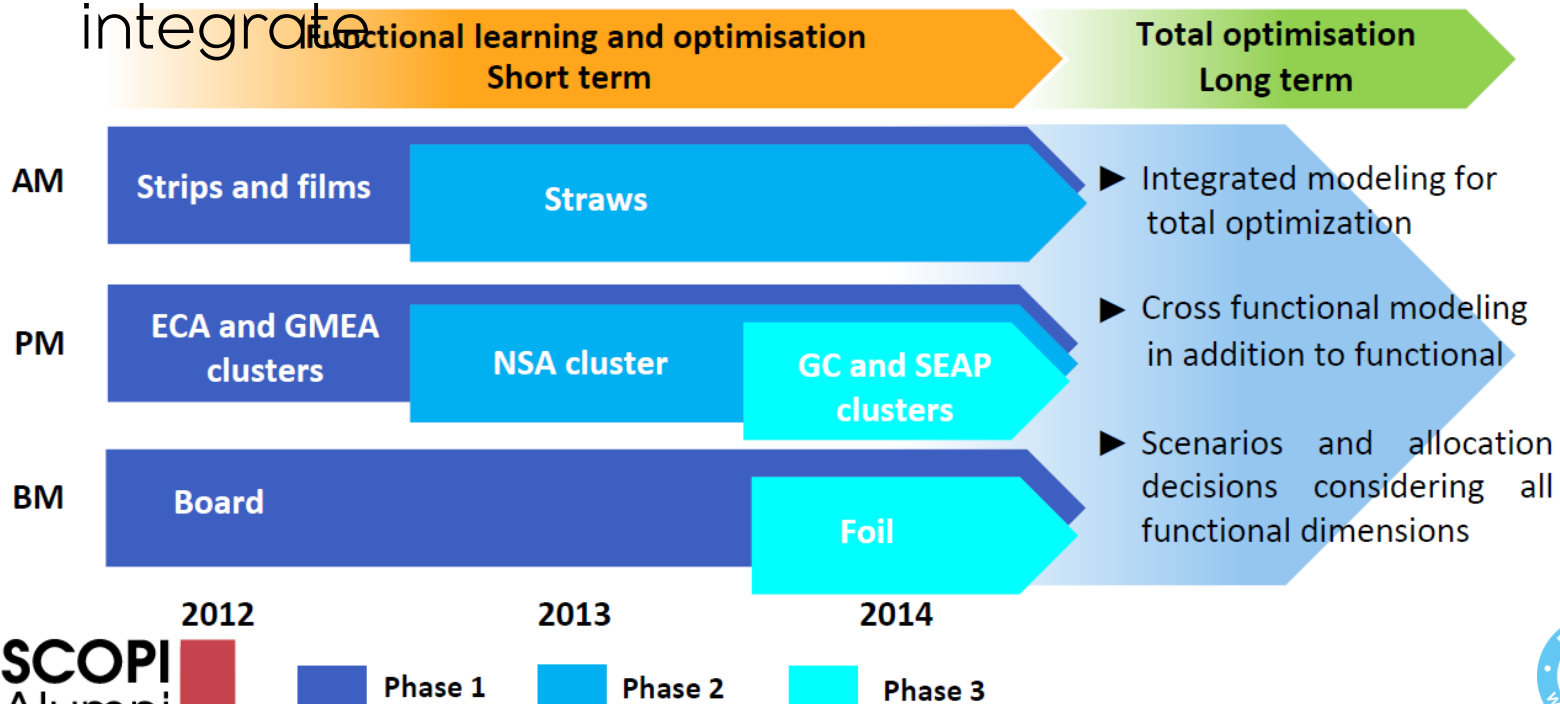 integrate
Functional learning and optimisation
Short term
Total optimisation
Long term
AM
Strips and films
Straws
► Integrated modeling for
total optimization
PM
ECA and GMEA
clusters
NSA cluster
GC and SEAP
clusters
► Cross functional modeling
in addition to functional
BM
Board
Foil
► Scenarios and allocation
decisions considering all
functional dimensions
2012
2013
2014
SCOPI
Alumni
Phase 1
Phase 2
Phase 3